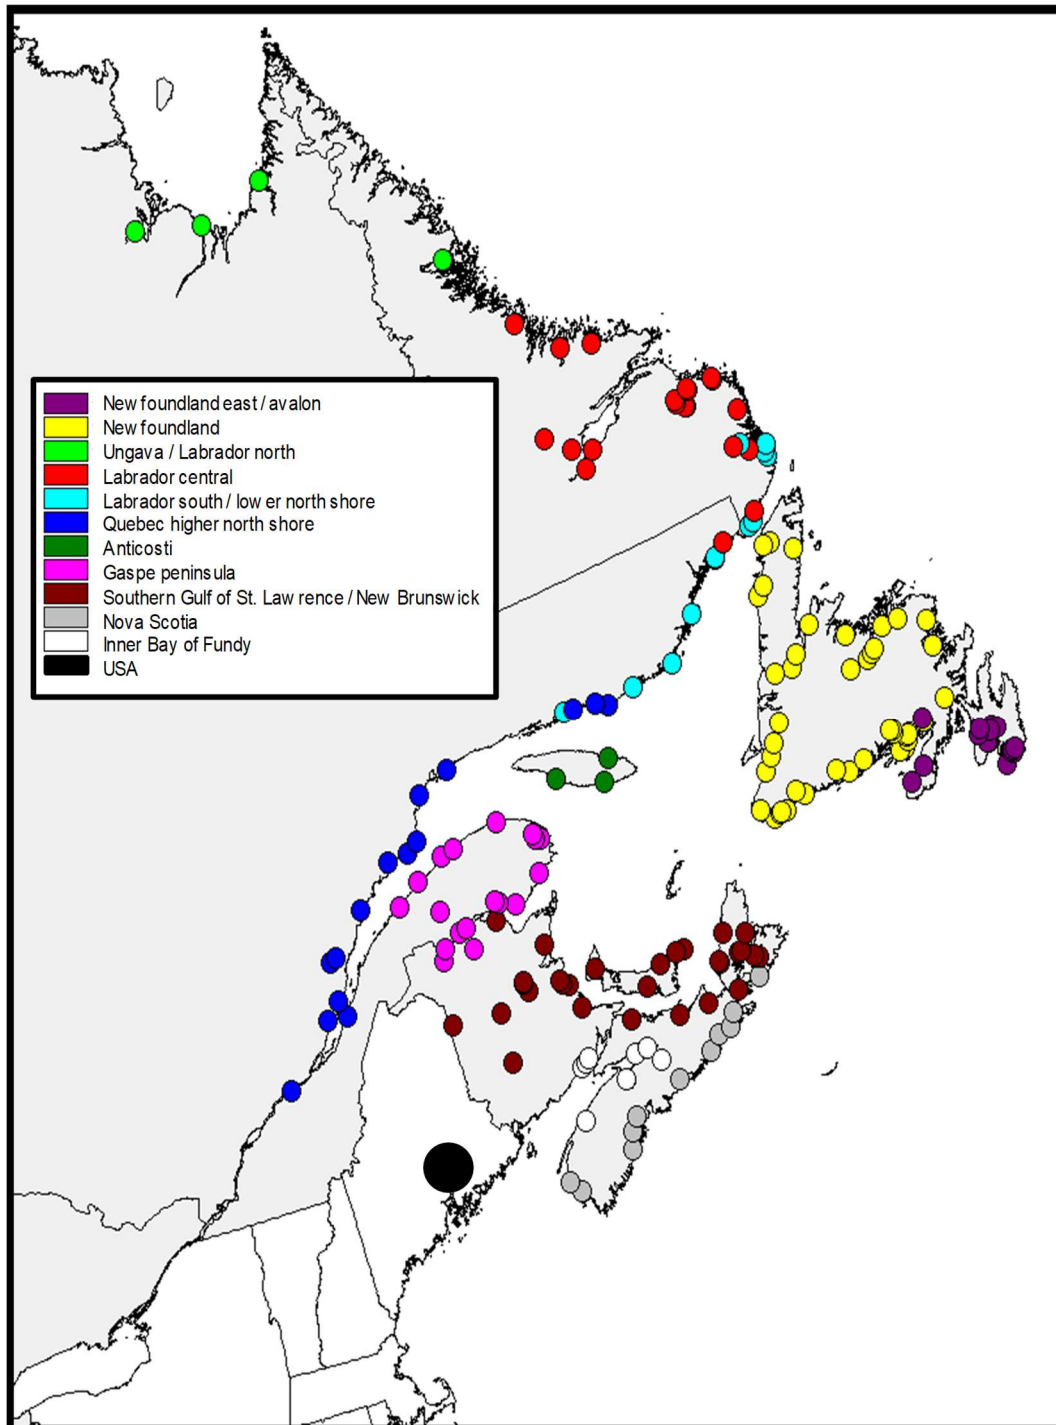 New foundland east / avalon
New foundland
Ungava / Labrador north
Labrador central
Labrador south / low er north shore
Quebec higher north shore
Anticosti
Gaspe peninsula
Southern Gulf of St. Law rence / New Brunswick
Nova Scotia
Inner Bay of Fundy
USA